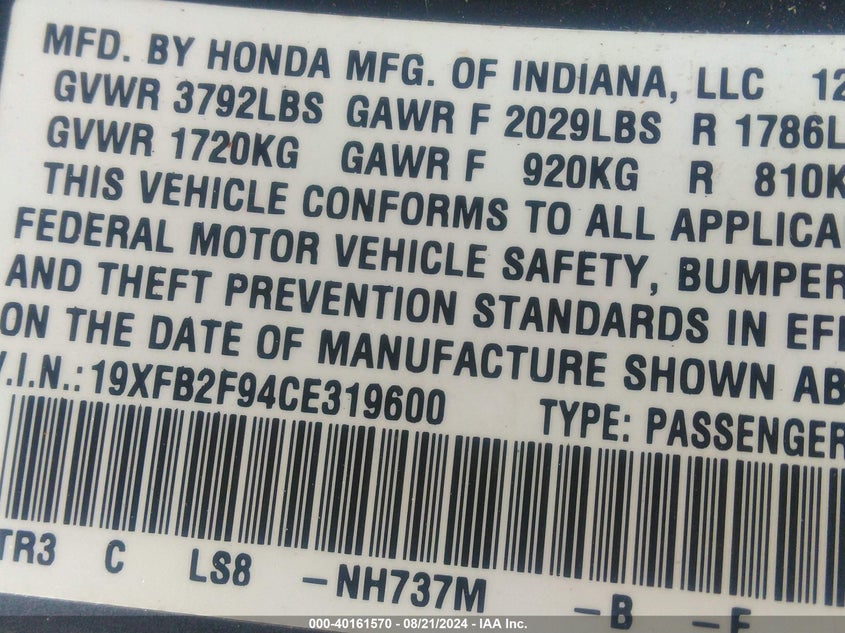 MFD. BY HONDA MFG. OF INDIANA, LLC 12
GVWR 3792LBS GAWR F 2029LBS R 1786L
GVWR 1720KG GAWR F 920KG R 810K
THIS VEHICLE CONFORMS TO ALL APPLICA
FEDERAL MOTOR VEHICLE SAFETY, BUMPER
AND THEFT PREVENTION STANDARDS IN EFF
ON THE DATE OF MANUFACTURE SHOWN AB
V.I.N.: 19XFB2F94CE319600 TYPE: PASSENGER
TR3 C LS8 -NH737M -B -E
000-40161570 - 08/21/2024 - IAA Inc.